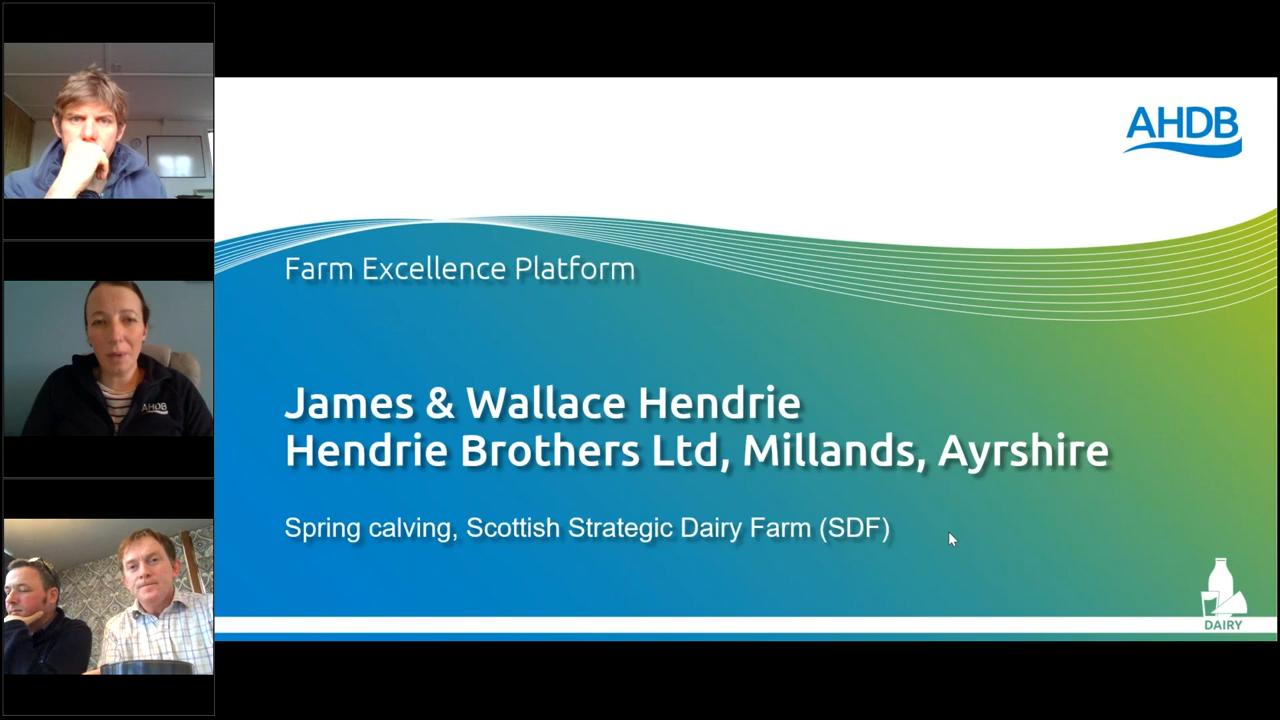 AHDB
Farm Excellence Platform
James & Wallace Hendrie
Hendrie Brothers Ltd, Millands, Ayrshire
Spring calving, Scottish Strategic Dairy Farm (SDF)
DAIRY
AHDB